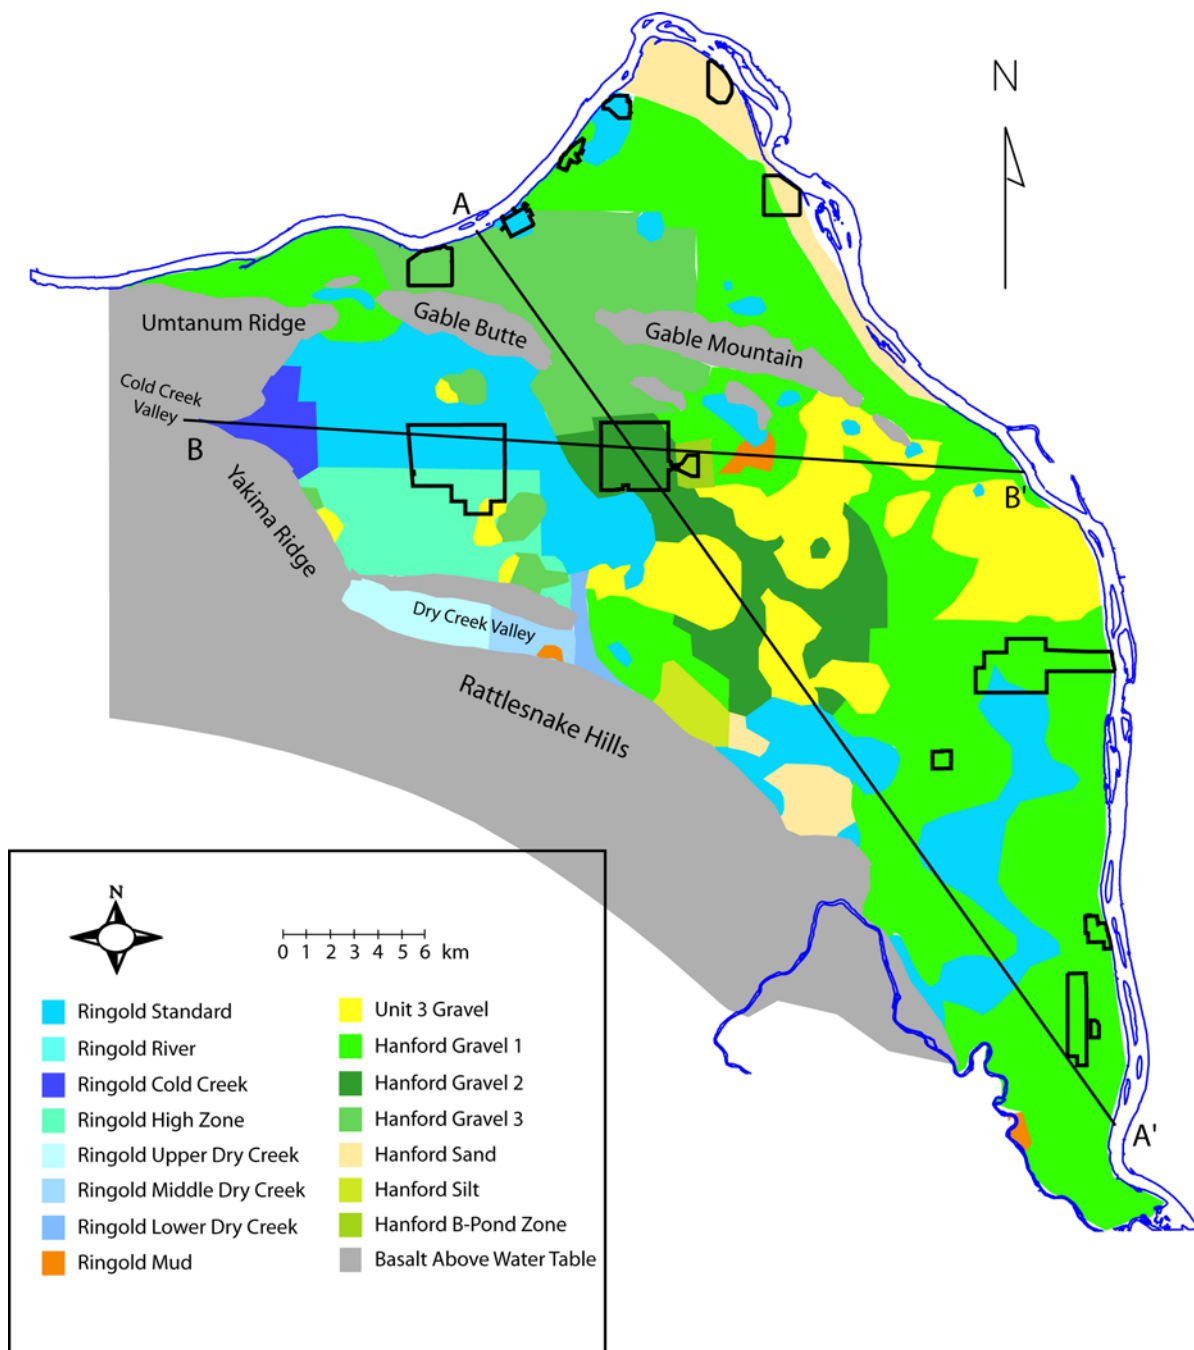 N
A
Umtanum Ridge
Gable Butte
Gable Mountain
Cold Creek
Valley
B
B'
Yakima Ridge
Dry Creek Valley
Rattlesnake Hills
A'
N
0 1 2 3 4 5 6 km
Ringold Standard
Ringold River
Ringold Cold Creek
Ringold High Zone
Ringold Upper Dry Creek
Ringold Middle Dry Creek
Ringold Lower Dry Creek
Ringold Mud
Unit 3 Gravel
Hanford Gravel 1
Hanford Gravel 2
Hanford Gravel 3
Hanford Sand
Hanford Silt
Hanford B-Pond Zone
Basalt Above Water Table